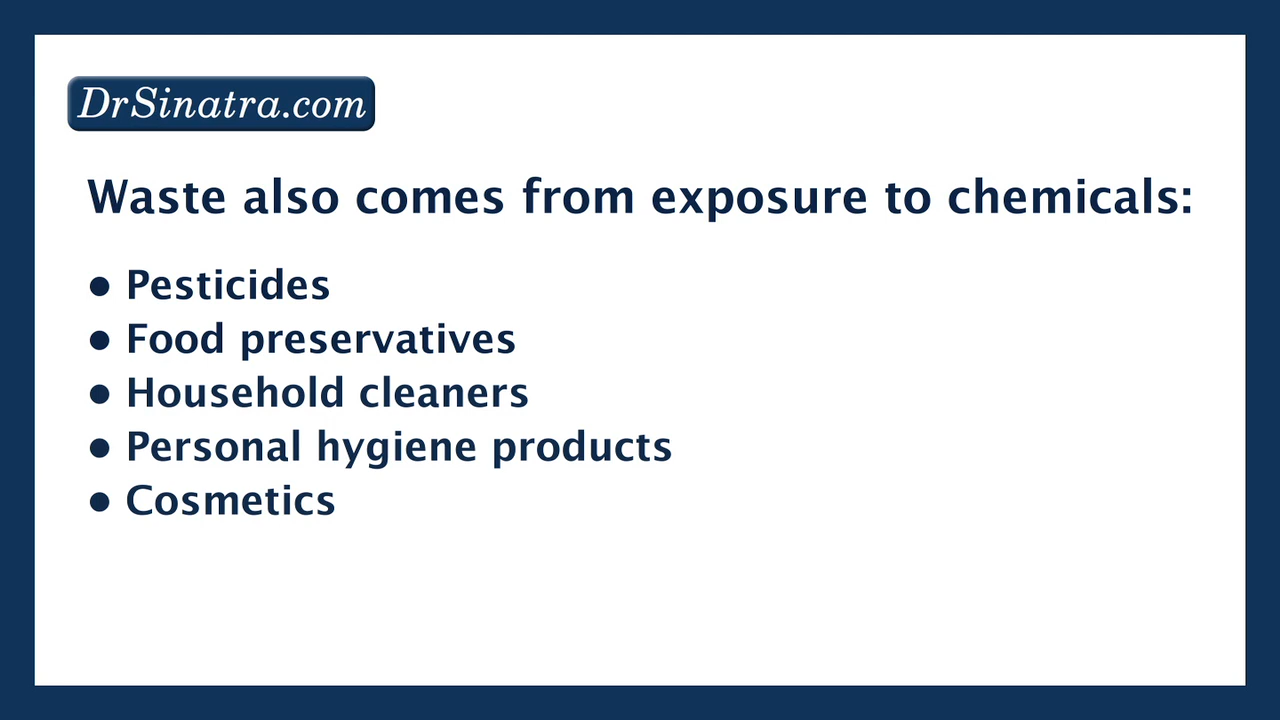 DrSinatra.com
Waste also comes from exposure to chemicals:
• Pesticides
• Food preservatives
• Household cleaners
• Personal hygiene products
• Cosmetics